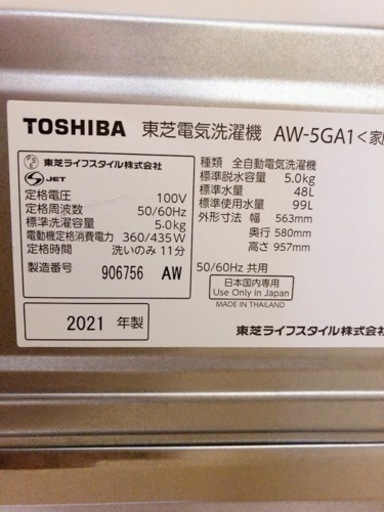 TOSHIBA 東芝電気洗濯機 AW-5GA1<家
東芝ライフスタイル株式会社
JET
定格電圧 100V
定格周波数 50/60Hz
標準洗濯容量 5.0kg
電動機定格消費電力 360/435W
定格時間 洗いのみ 11分
製造番号 906756 AW
2021 年製
種類 全自動電気洗濯機
標準脱水容量 5.0kg
標準水量 48L
標準使用水量 99L
外形寸法 幅 563mm
奥行 580mm
高さ 957mm
50/60Hz 共用
日本国内専用
Use Only in Japan
MADE IN THAILAND
東芝ライフスタイル株式会